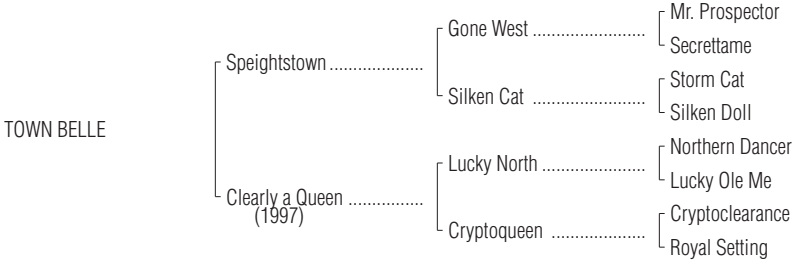 Mr. Prospector
Gone West ........................
Secrettame
Speightstown ....................
Storm Cat
Silken Cat ........................
Silken Doll
TOWN BELLE
Northern Dancer
Lucky North ......................
Lucky Ole Me
Clearly a Queen ................
(1997)
Cryptoclearance
Cryptoqueen ....................
Royal Setting